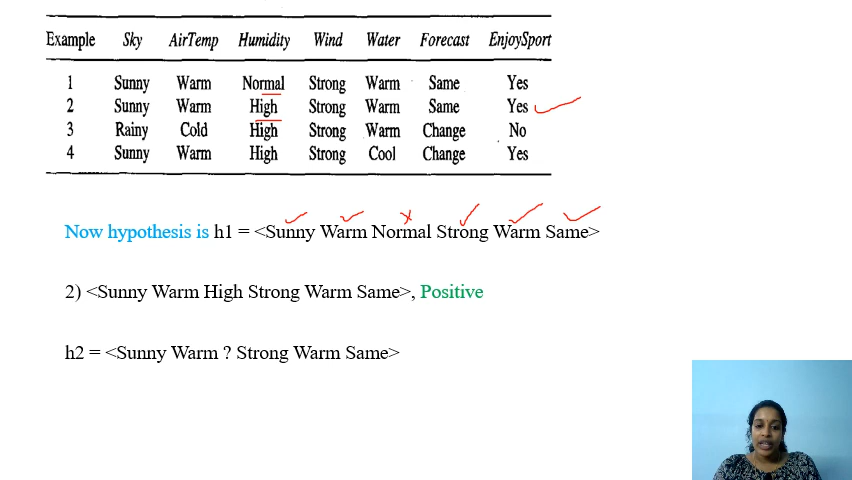 Example Sky AirTemp Humidity Wind Water Forecast EnjoySport
1 Sunny Warm Normal Strong Warm Same Yes
2 Sunny Warm High Strong Warm Same Yes
3 Rainy Cold High Strong Warm Change No
4 Sunny Warm High Strong Cool Change Yes
Now hypothesis is h1 = <Sunny Warm Normal Strong Warm Same>
2) <Sunny Warm High Strong Warm Same>, Positive
h2 = <Sunny Warm ? Strong Warm Same>